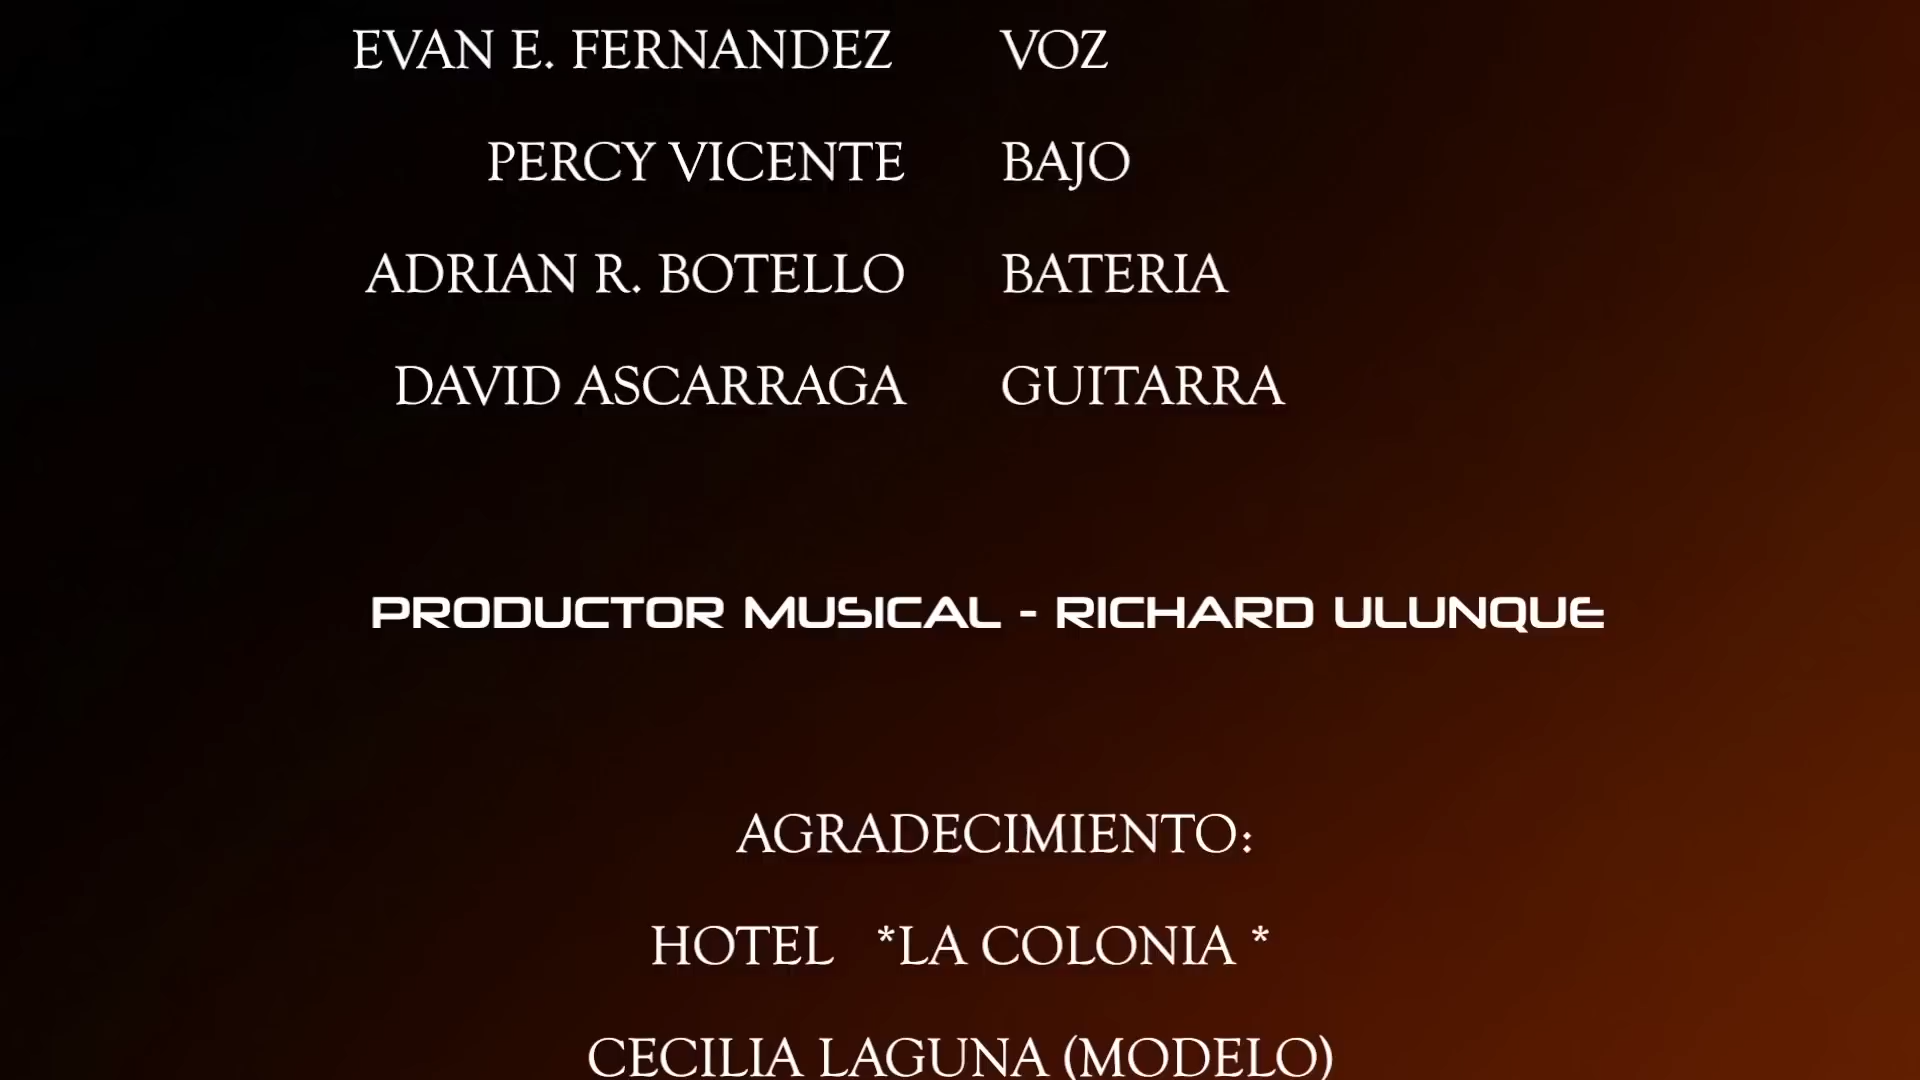 EVAN E. FERNANDEZ VOZ
PERCY VICENTE BAJO
ADRIAN R. BOTELLO BATERIA
DAVID ASCARRAGA GUITARRA
PRODUCTOR MUSICAL - RICHARD ULUNQUE
AGRADECIMIENTO:
HOTEL *LA COLONIA *
CECILIA LAGUNA (MODELO)